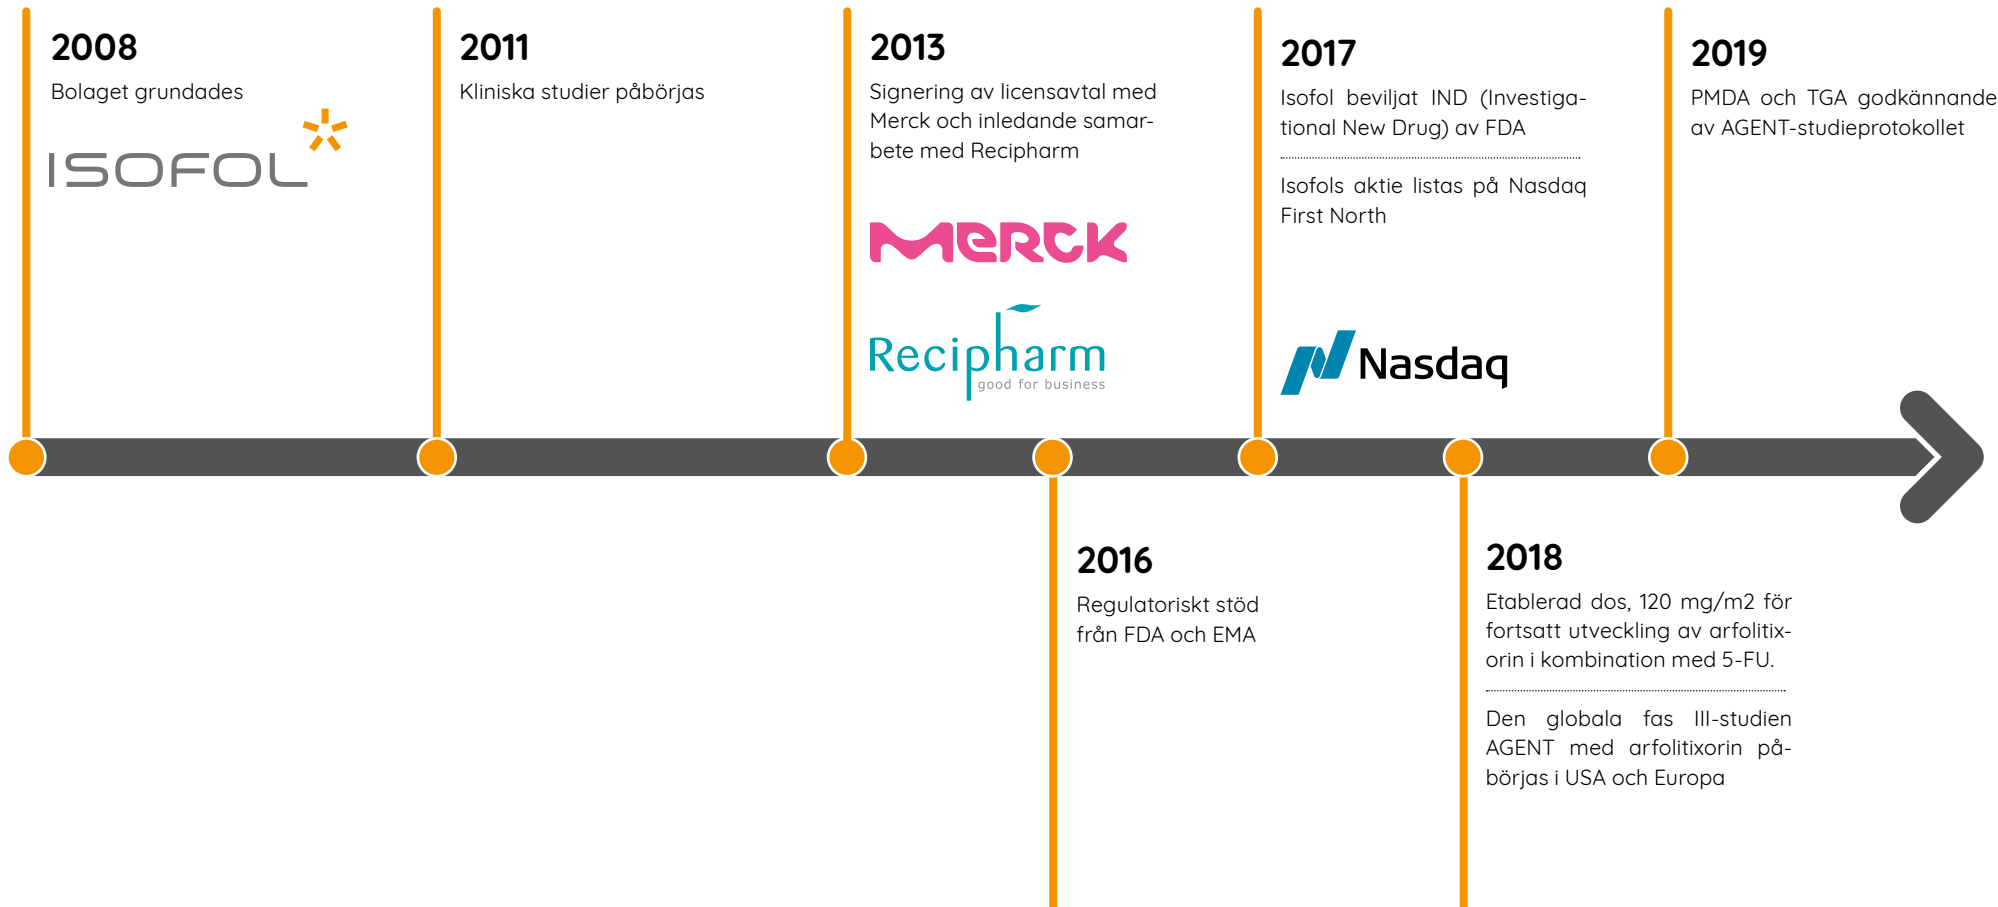 2008
Bolaget grundades
ISOFOL
2011
Kliniska studier påbörjas
2013
Signering av licensavtal med
Merck och inledande samar-
bete med Recipharm
MERCK
Recipharm
good for business
2016
Regulatoriskt stöd
från FDA och EMA
2017
Isofol beviljat IND (Investiga-
tional New Drug) av FDA
Isofols aktie listas på Nasdaq
First North
Nasdaq
2018
Etablerad dos, 120 mg/m2 för
fortsatt utveckling av arfolitix-
orin i kombination med 5-FU.
Den globala fas III-studien
AGENT med arfolitixorin på-
börjas i USA och Europa
2019
PMDA och TGA godkännande
av AGENT-studieprotokollet